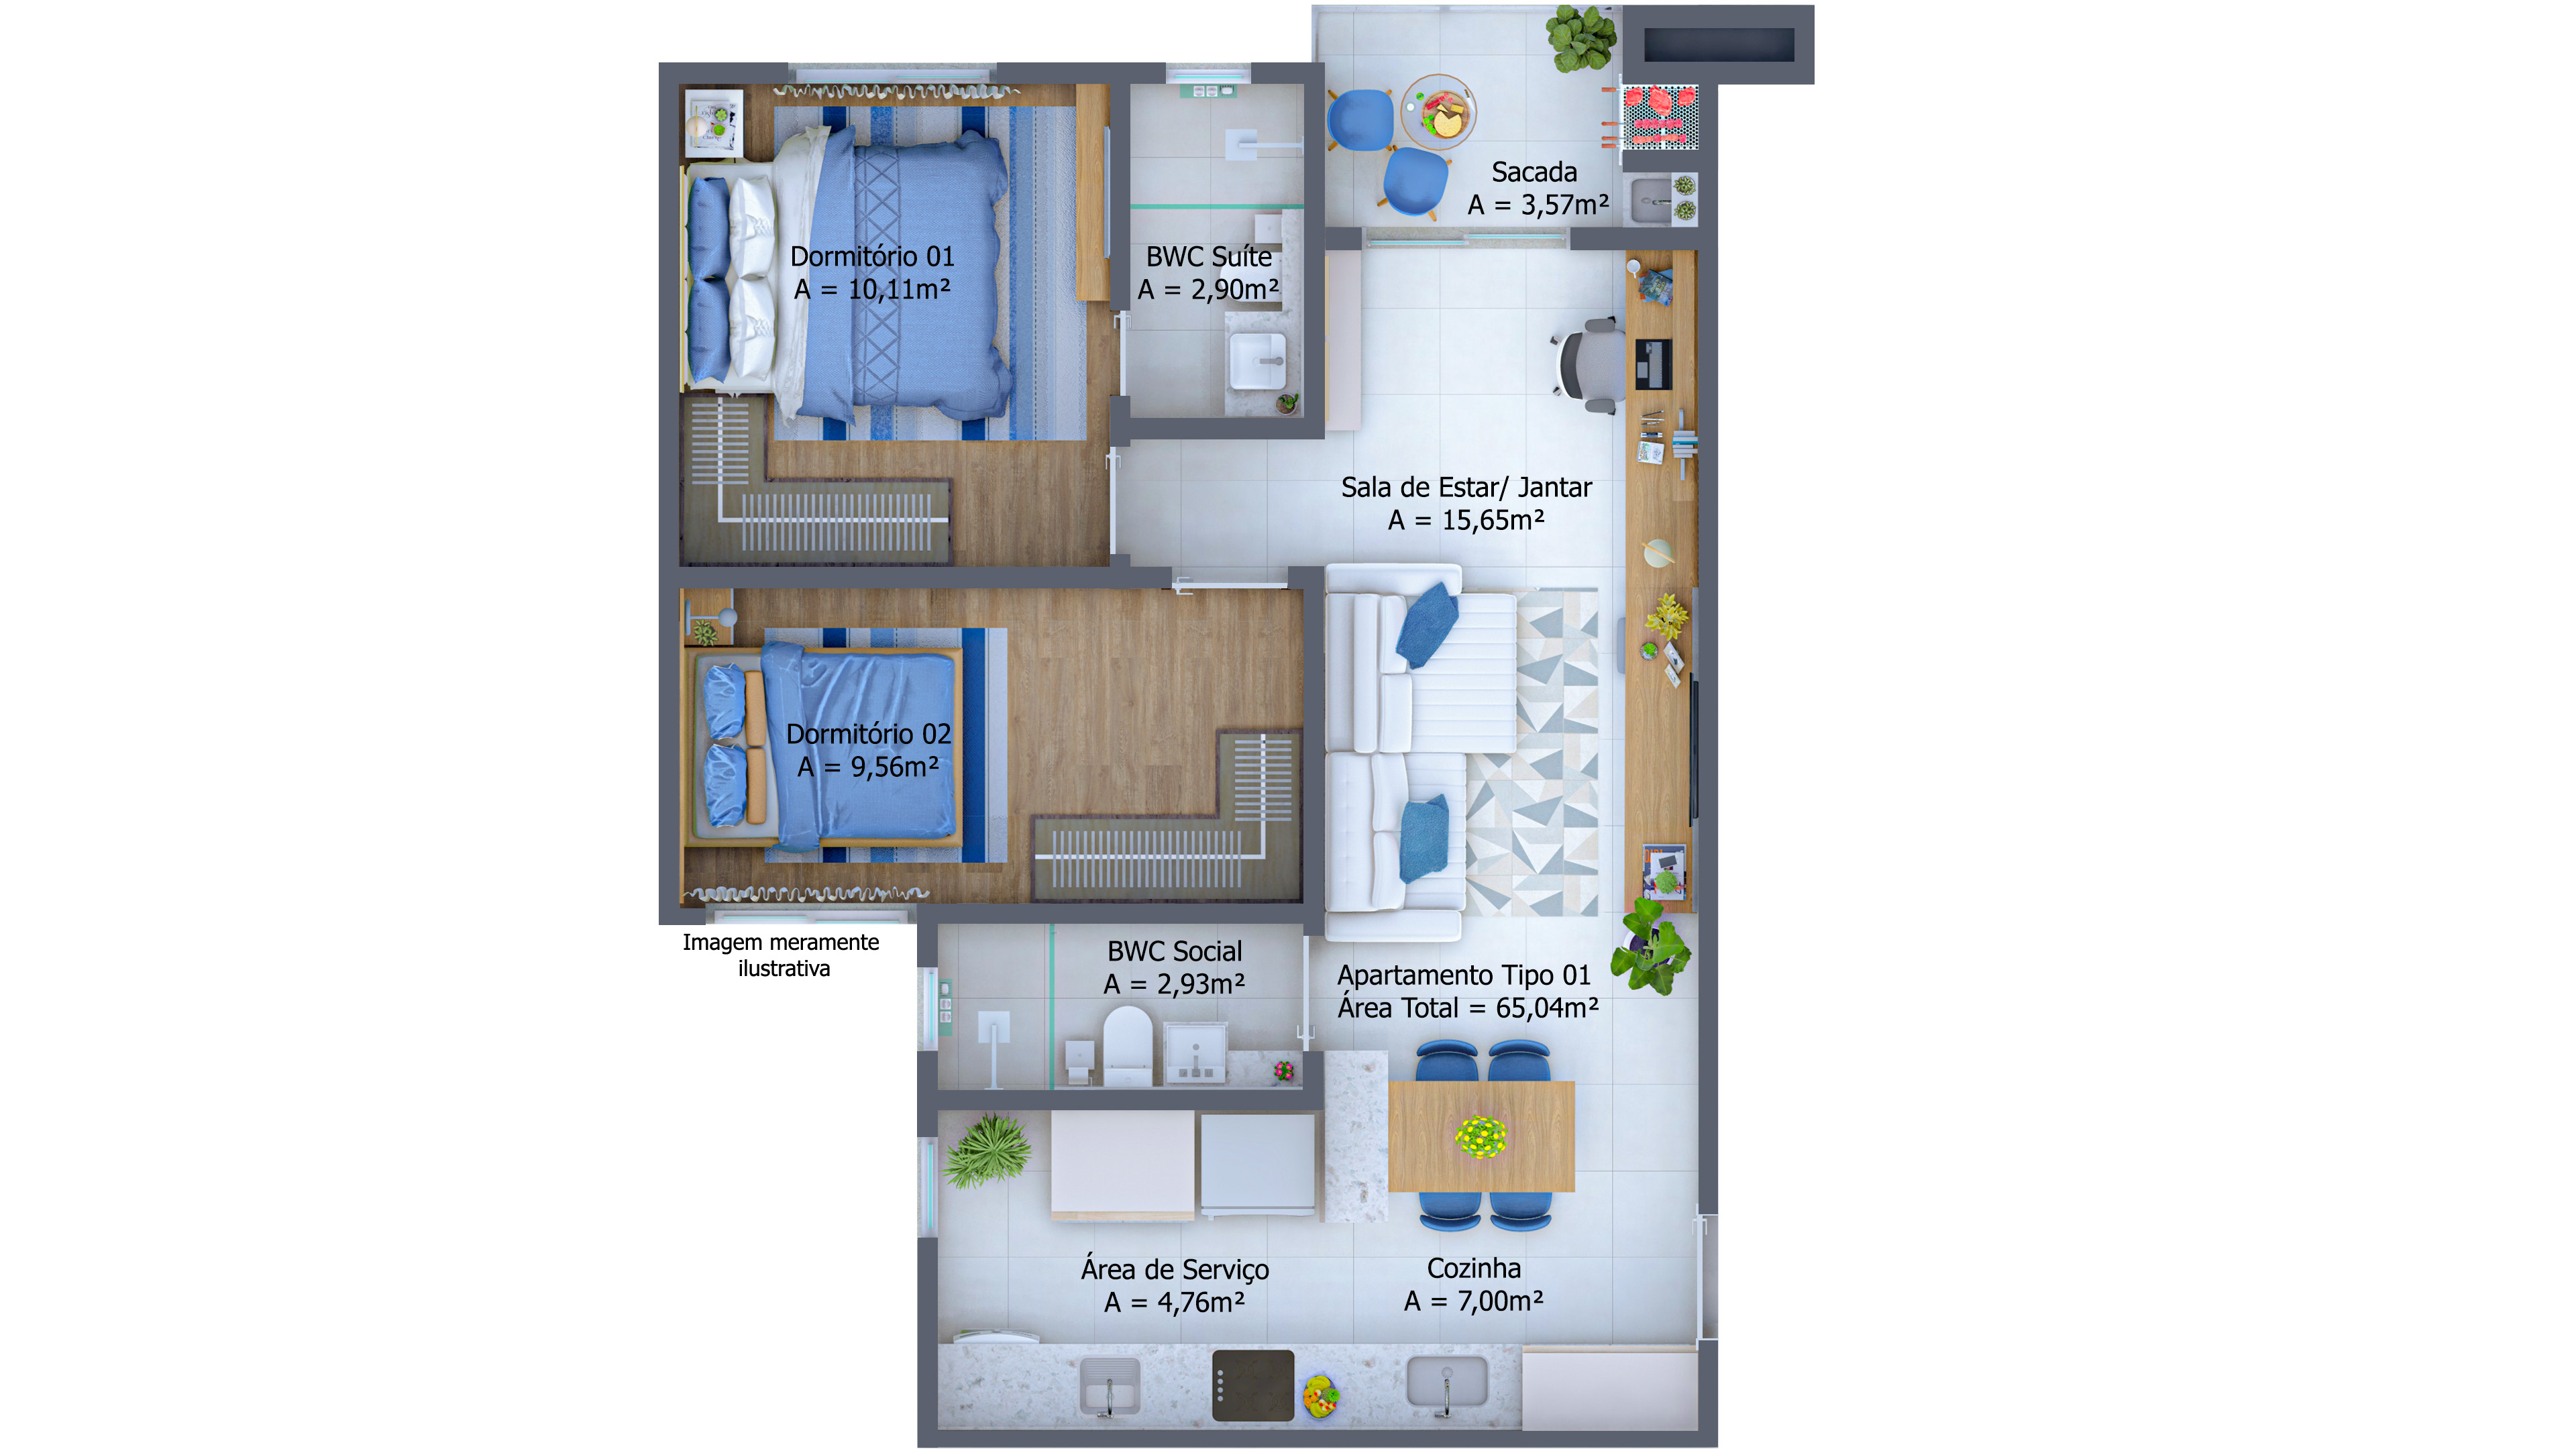 Sacada
A = 3,57m²
Dormitório 01
A = 10,11m²
BWC Suíte
A = 2,90m²
Sala de Estar/ Jantar
A = 15,65m²
Dormitório 02
A = 9,56m²
Imagem meramente
ilustrativa
BWC Social
A = 2,93m²
Apartamento Tipo 01
Área Total = 65,04m²
Área de Serviço
A = 4,76m²
Cozinha
A = 7,00m²